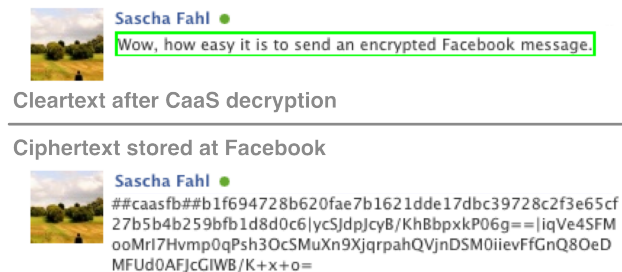 Sascha Fahl
Wow, how easy it is to send an encrypted Facebook message.
Cleartext after CaaS decryption
Ciphertext stored at Facebook
Sascha Fahl
##caasfb##b1f694728b620fae7b1621dde17dbc39728c2f3e65cf
27b5b4b259bfb1d8d0c6|ycSJdpJcyB/KhBbpxkP06g==|iqVe4SFM
ooMrI7Hvmp0qPsh3OcSMuXn9XjqrpahQVjnDSM0iievFfGnQ8OeD
MFUd0AFJcGIWB/K+x+o=